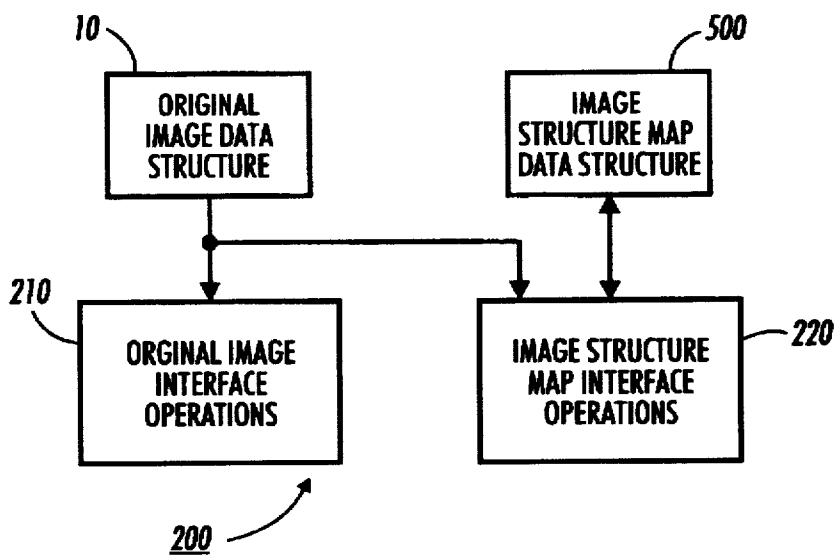 10
500
ORIGINAL
IMAGE DATA
STRUCTURE
IMAGE
STRUCTURE MAP
DATA STRUCTURE
210
ORGINAL IMAGE
INTERFACE
OPERATIONS
IMAGE STRUCTURE
MAP INTERFACE
OPERATIONS
220
200